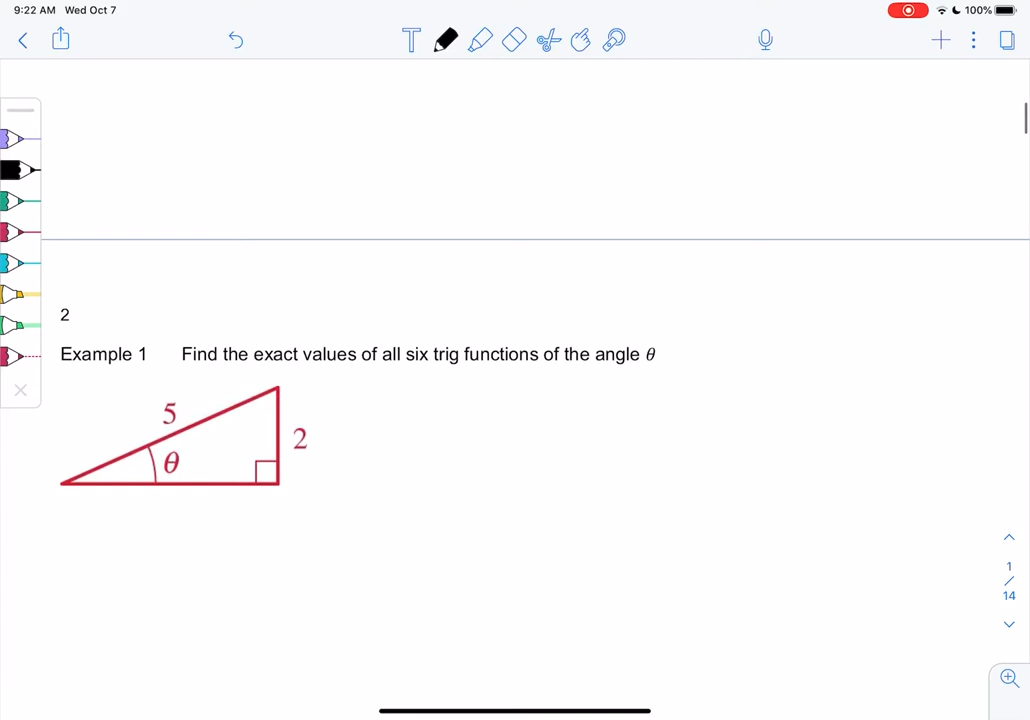 9:22 AM Wed Oct 7
100%
T
2
Example 1 Find the exact values of all six trig functions of the angle θ
5
2
θ
1
/
14